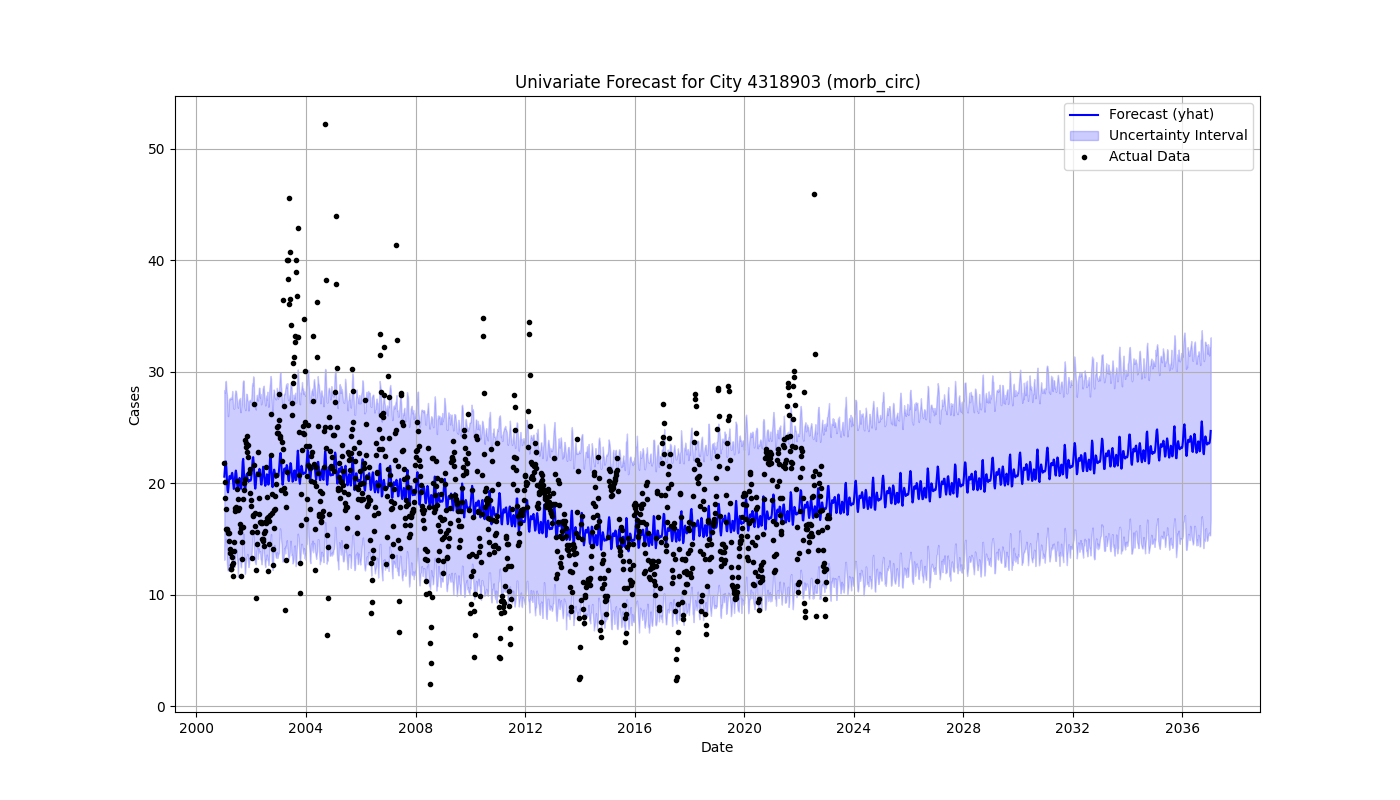 Univariate Forecast for City 4318903 (morb_circ)
Forecast (yhat)
Uncertainty Interval
Actual Data
Cases
50
40
30
20
10
0
2000 2004 2008 2012 2016 2020 2024 2028 2032 2036
Date